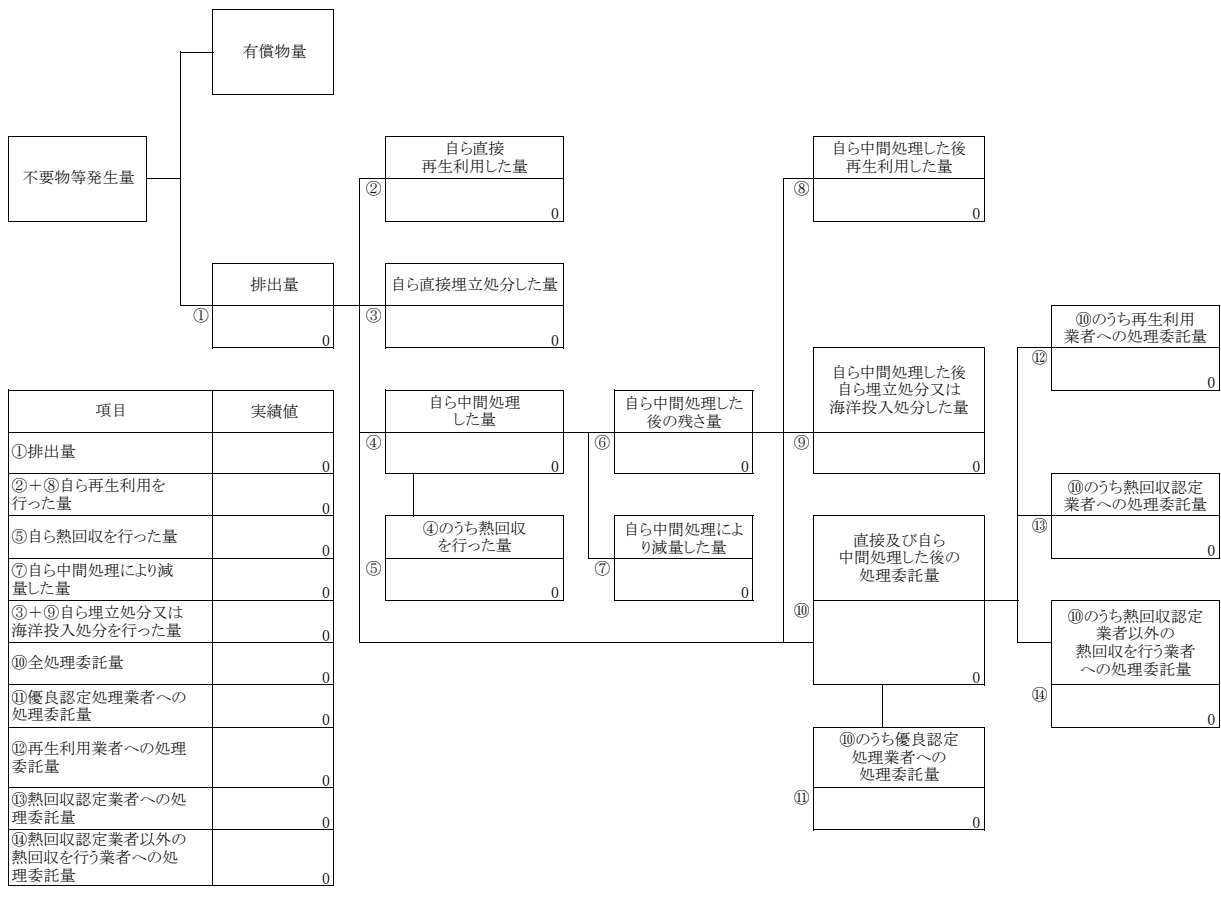 有償物量
不要物等発生量
排出量
①
0
自ら直接
再生利用した量
②
0
自ら直接埋立処分した量
③
0
自ら中間処理
した量
④
0
④のうち熱回収
を行った量
⑤
0
自ら中間処理した
後の残さ量
⑥
0
自ら中間処理によ
り減量した量
⑦
0
自ら中間処理した後
再生利用した量
⑧
0
自ら中間処理した後
自ら埋立処分又は
海洋投入処分した量
⑨
0
直接及び自ら
中間処理した後の
処理委託量
⑩
0
⑩のうち優良認定
処理業者への
処理委託量
⑪
0
⑩のうち再生利用
業者への処理委託量
⑫
0
⑩のうち熱回収認定
業者への処理委託量
⑬
0
⑩のうち熱回収認定
業者以外の
熱回収を行う業者
への処理委託量
⑭
0
項目 実績値
①排出量
0
②＋⑧自ら再生利用を
行った量
0
⑤自ら熱回収を行った量
0
⑦自ら中間処理により減
量した量
0
③＋⑨自ら埋立処分又は
海洋投入処分を行った量
0
⑩全処理委託量
0
⑪優良認定処理業者への
処理委託量
0
⑫再生利用業者への処理
委託量
0
⑬熱回収認定業者への処
理委託量
0
⑭熱回収認定業者以外の
熱回収を行う業者への処
理委託量
0